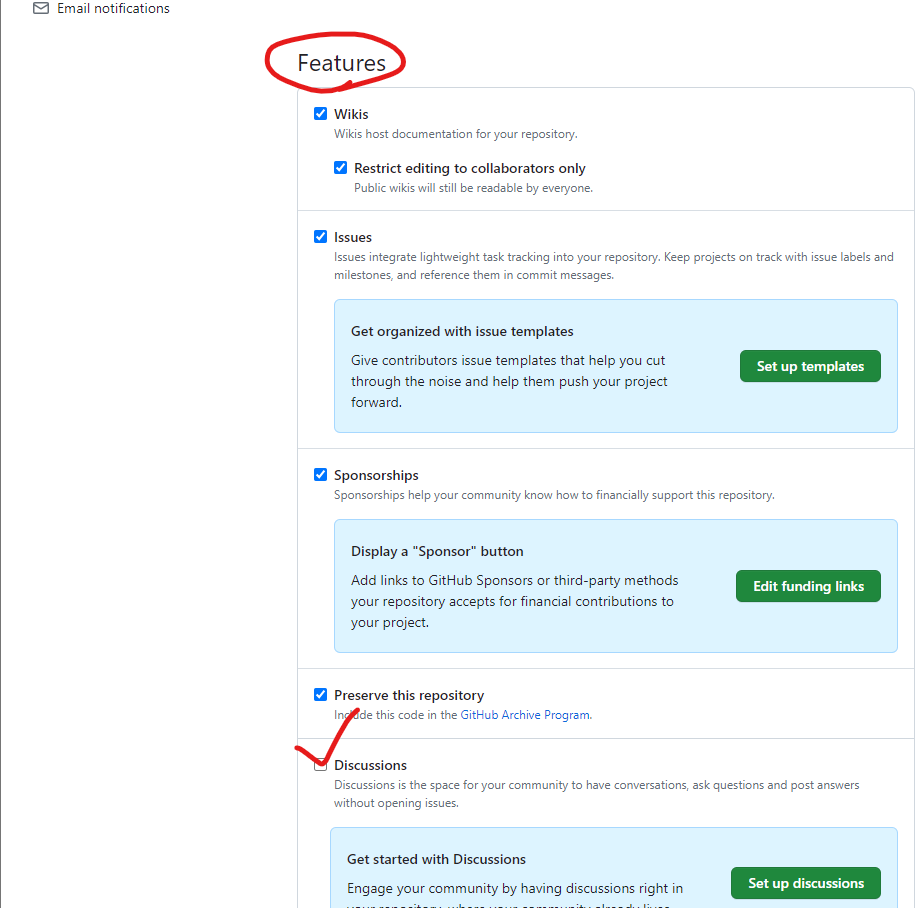 Email notifications
Features
Wikis
Wikis host documentation for your repository.
Restrict editing to collaborators only
Public wikis will still be readable by everyone.
Issues
Issues integrate lightweight task tracking into your repository. Keep projects on track with issue labels and
milestones, and reference them in commit messages.
Get organized with issue templates
Give contributors issue templates that help you cut
through the noise and help them push your project
forward.
Set up templates
Sponsorships
Sponsorships help your community know how to financially support this repository.
Display a "Sponsor" button
Add links to GitHub Sponsors or third-party methods
your repository accepts for financial contributions to
your project.
Edit funding links
Preserve this repository
Include this code in the GitHub Archive Program.
Discussions
Discussions is the space for your community to have conversations, ask questions and post answers
without opening issues.
Get started with Discussions
Engage your community by having discussions right in
your repository, where your community already lives
Set up discussions